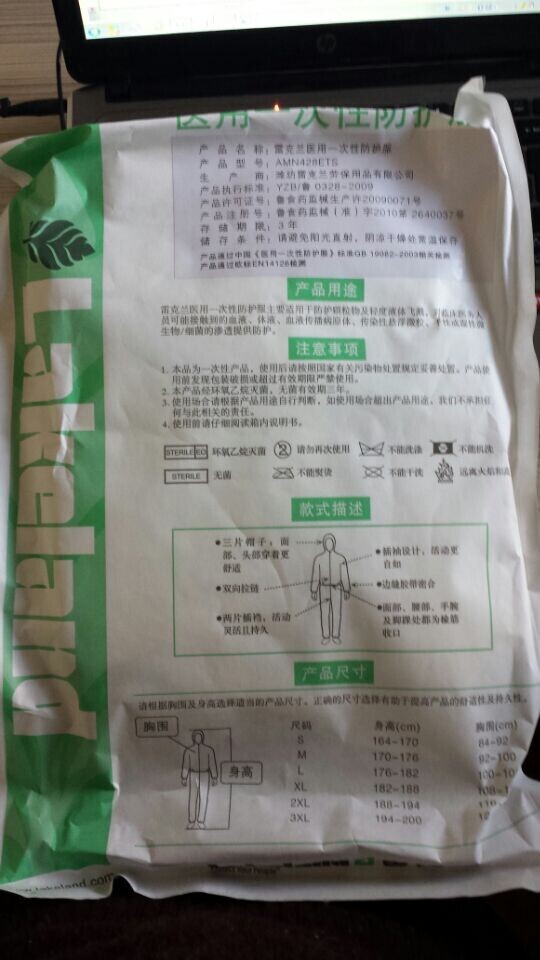 医用一次性防护服
产 品 名 称：雷克兰医用一次性防护服
产 品 型 号：AMN428ETS
生 产 商：潍坊雷克兰劳保用品有限公司
产品执行标准：YZB/鲁 0328-2009
产品许可证号：鲁食药监械生产许20090071号
产品注册号：鲁食药监械（准）字2010第 2640037号
存 储 期 限：3 年
储 存 条 件：请避免阳光直射，阴凉干燥处常温保存
产品通过中国《医用一次性防护服》标准GB 19082-2003相关检测
产品通过欧标EN14126检测
产品用途
雷克兰医用一次性防护服主要适用于防护颗粒物及轻度液体飞溅，可临床医务人
员可能接触到的血液、体液、血液传播病原体、传染性悬浮微粒、干性或湿性微
生物/细菌的渗透提供防护。
注意事项
1. 本品为一次性产品，使用后请按照国家有关污染物处置规定妥善处置。产品使
用前发现包装破损或超过有效期限严禁使用。
2. 本产品经环氧乙烷灭菌，无菌有效期三年。
3. 使用场合请根据产品用途自行判断，如使用场合超出产品用途，我们不承担任
何与此相关的责任。
4. 使用前请仔细阅读箱内说明书。
STERILE EO 环氧乙烷灭菌 2 请勿再次使用 不能洗涤 不能机洗
STERILE 无菌 不能熨烫 不能干洗 远离火焰和高
款式描述
三片帽子，面
部、头部穿着更
舒适
双向拉链
两片插裆，活动
灵活且持久
插袖设计，活动更
自如
边缝胶带密合
面部、腰部、手腕
及脚踝处都为橡筋
收口
产品尺寸
请根据胸围及身高选择适当的产品尺寸。正确的尺寸选择有助于提高产品的舒适性及持久性。
胸围
身高
尺码 身高(cm) 胸围(cm)
S 164-170 84-92
M 170-176 92-100
L 176-182 100-10
XL 182-188 108-1
2XL 188-194
3XL 194-200
Lakeland
www.lakeland.com
hp